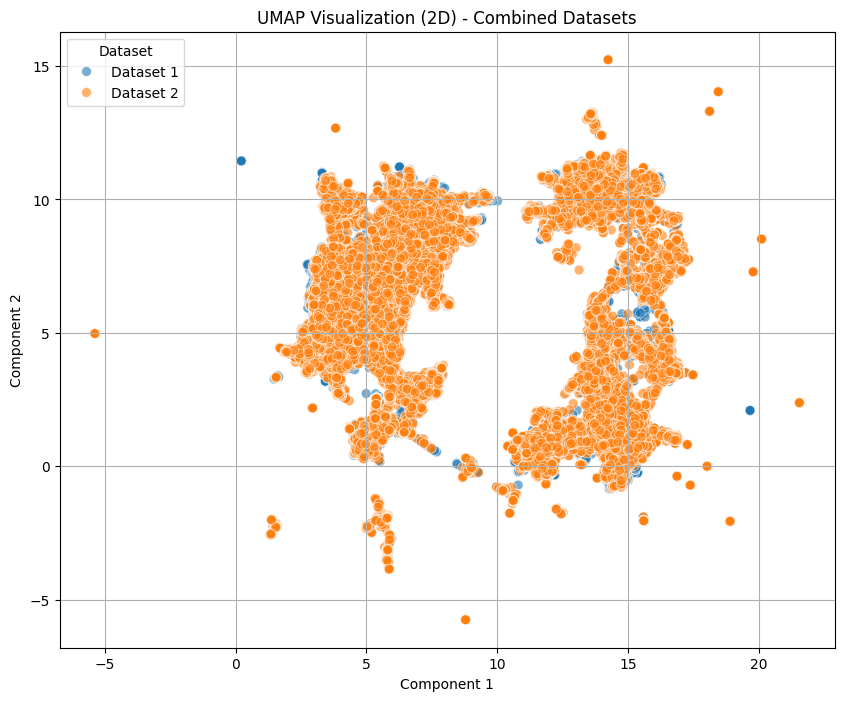 UMAP Visualization (2D) - Combined Datasets
Dataset
Dataset 1
Dataset 2
Component 2
15
10
5
0
−5
−5
0
5
10
15
20
Component 1